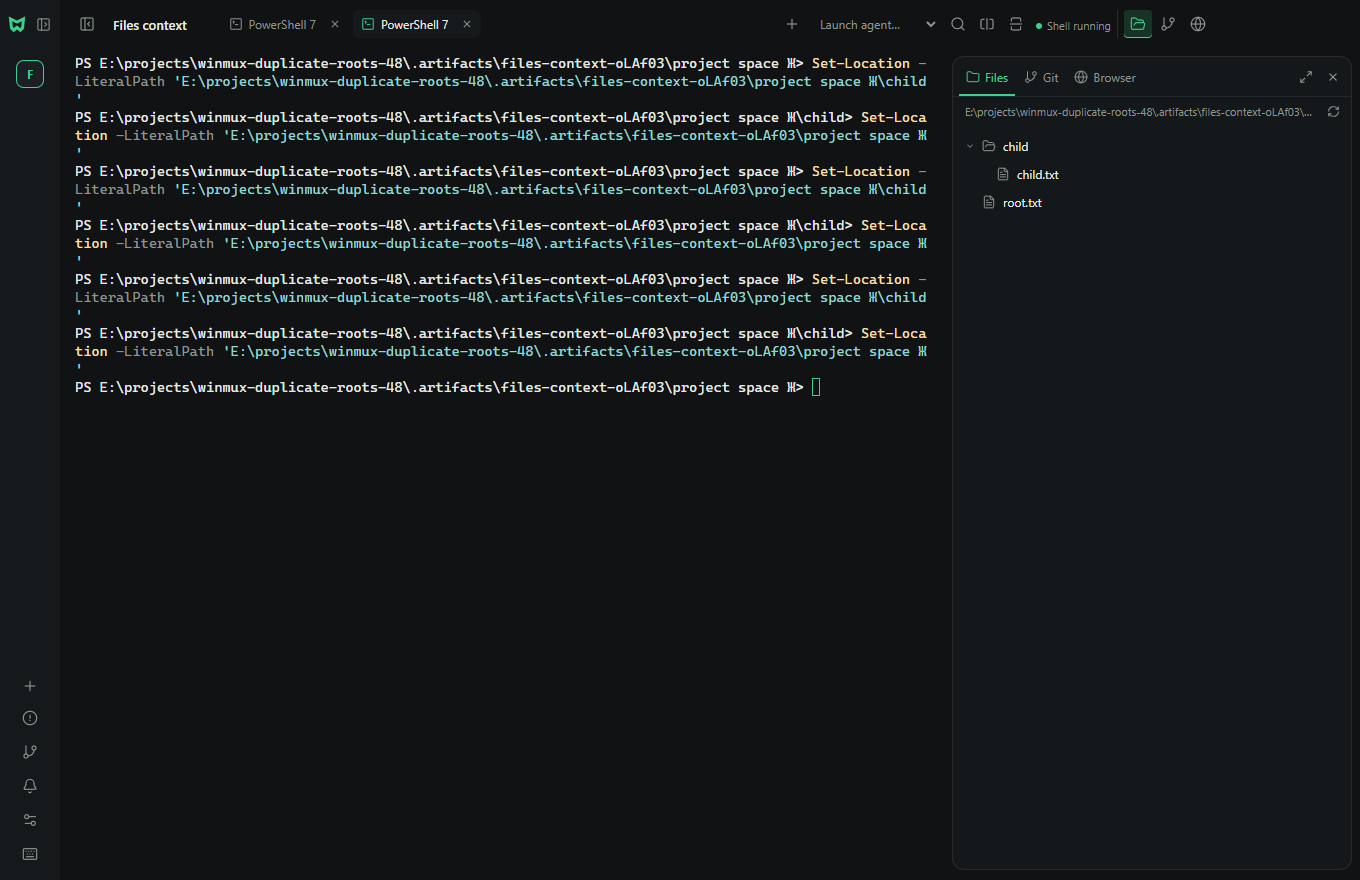 Files context
PowerShell 7
PowerShell 7
Launch agent...
Shell running
F
PS E:\projects\winmux-duplicate-roots-48\.artifacts\files-context-oLAf03\project space Ж> Set-Location -
LiteralPath 'E:\projects\winmux-duplicate-roots-48\.artifacts\files-context-oLAf03\project space Ж\child
'
PS E:\projects\winmux-duplicate-roots-48\.artifacts\files-context-oLAf03\project space Ж\child> Set-Loca
tion -LiteralPath 'E:\projects\winmux-duplicate-roots-48\.artifacts\files-context-oLAf03\project space Ж
'
PS E:\projects\winmux-duplicate-roots-48\.artifacts\files-context-oLAf03\project space Ж> Set-Location -
LiteralPath 'E:\projects\winmux-duplicate-roots-48\.artifacts\files-context-oLAf03\project space Ж\child
'
PS E:\projects\winmux-duplicate-roots-48\.artifacts\files-context-oLAf03\project space Ж\child> Set-Loca
tion -LiteralPath 'E:\projects\winmux-duplicate-roots-48\.artifacts\files-context-oLAf03\project space Ж
'
PS E:\projects\winmux-duplicate-roots-48\.artifacts\files-context-oLAf03\project space Ж> Set-Location -
LiteralPath 'E:\projects\winmux-duplicate-roots-48\.artifacts\files-context-oLAf03\project space Ж\child
'
PS E:\projects\winmux-duplicate-roots-48\.artifacts\files-context-oLAf03\project space Ж\child> Set-Loca
tion -LiteralPath 'E:\projects\winmux-duplicate-roots-48\.artifacts\files-context-oLAf03\project space Ж
'
PS E:\projects\winmux-duplicate-roots-48\.artifacts\files-context-oLAf03\project space Ж>
Files
Git
Browser
E:\projects\winmux-duplicate-roots-48\.artifacts\files-context-oLAf03\...
child
child.txt
root.txt